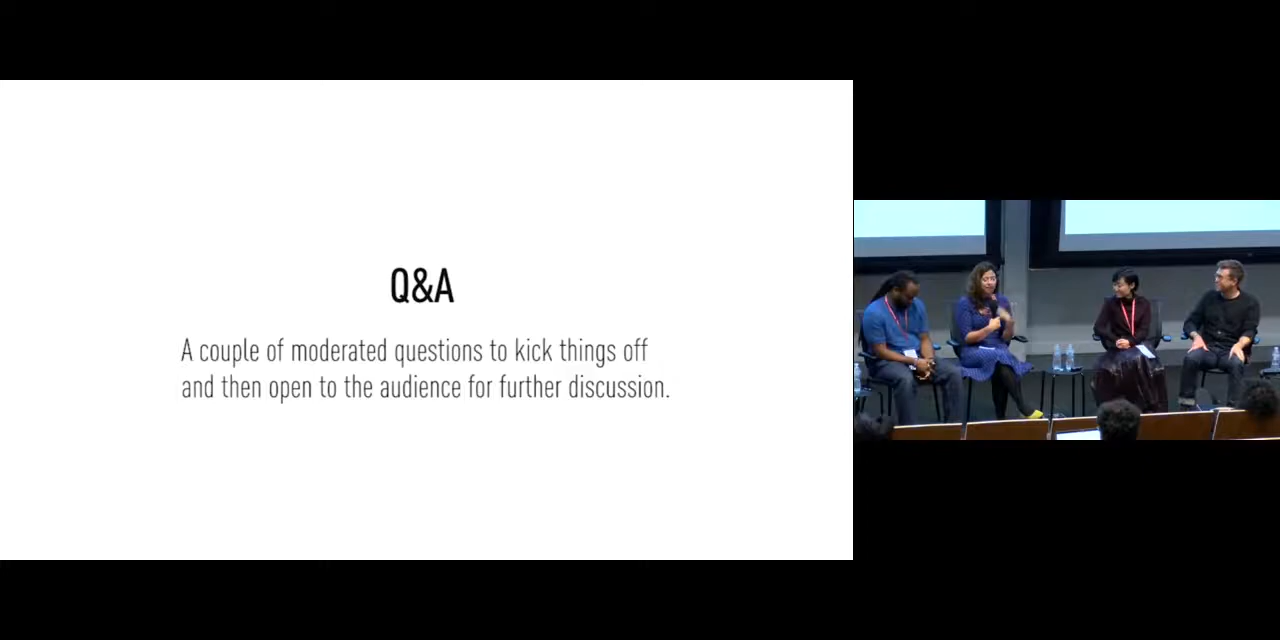 Q&A
A couple of moderated questions to kick things off
and then open to the audience for further discussion.